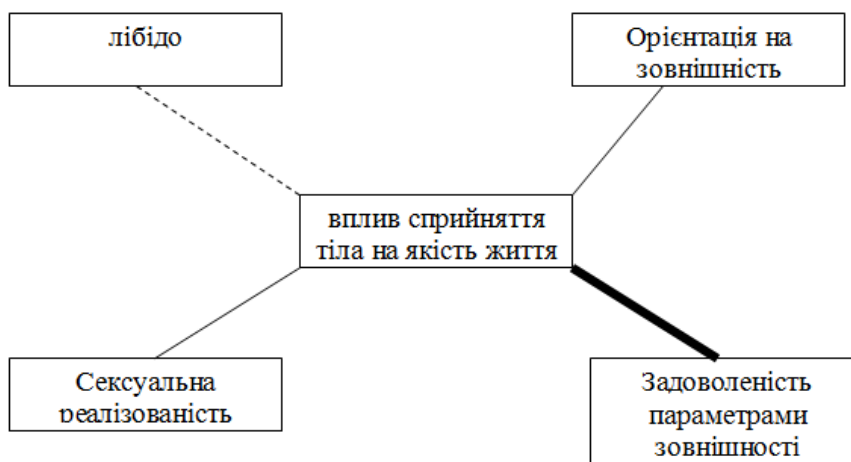 лібідо
Орієнтація на
зовнішність
вплив сприйняття
тіла на якість життя
Сексуальна
реалізованість
Задоволеність
параметрами
зовнішності